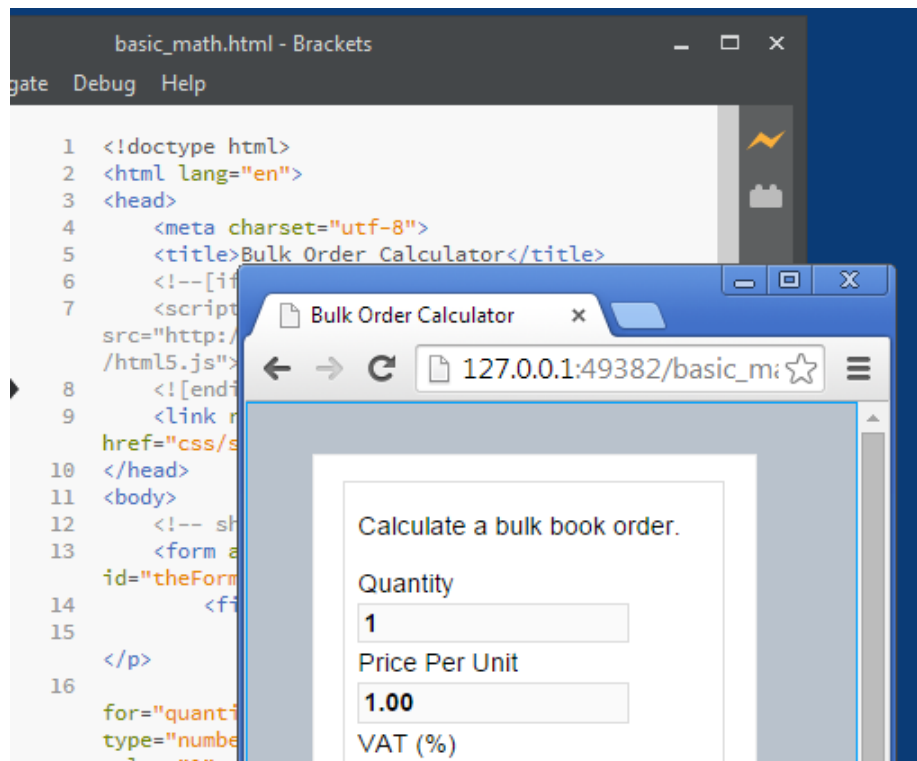 basic_math.html - Brackets
gate Debug Help
1 <!doctype html>
2 <html lang="en">
3 <head>
4 <meta charset="utf-8">
5 <title>Bulk Order Calculator</title>
6 <!--[if
7 <script
src="http:/
/html5.js">
8 <![endi
9 <link r
href="css/s
10 </head>
11 <body>
12 <!-- sh
13 <form a
id="theForm
14 <fi
15
</p>
16
for="quanti
type="numbe
Bulk Order Calculator
127.0.0.1:49382/basic_ma
Calculate a bulk book order.
Quantity
1
Price Per Unit
1.00
VAT (%)